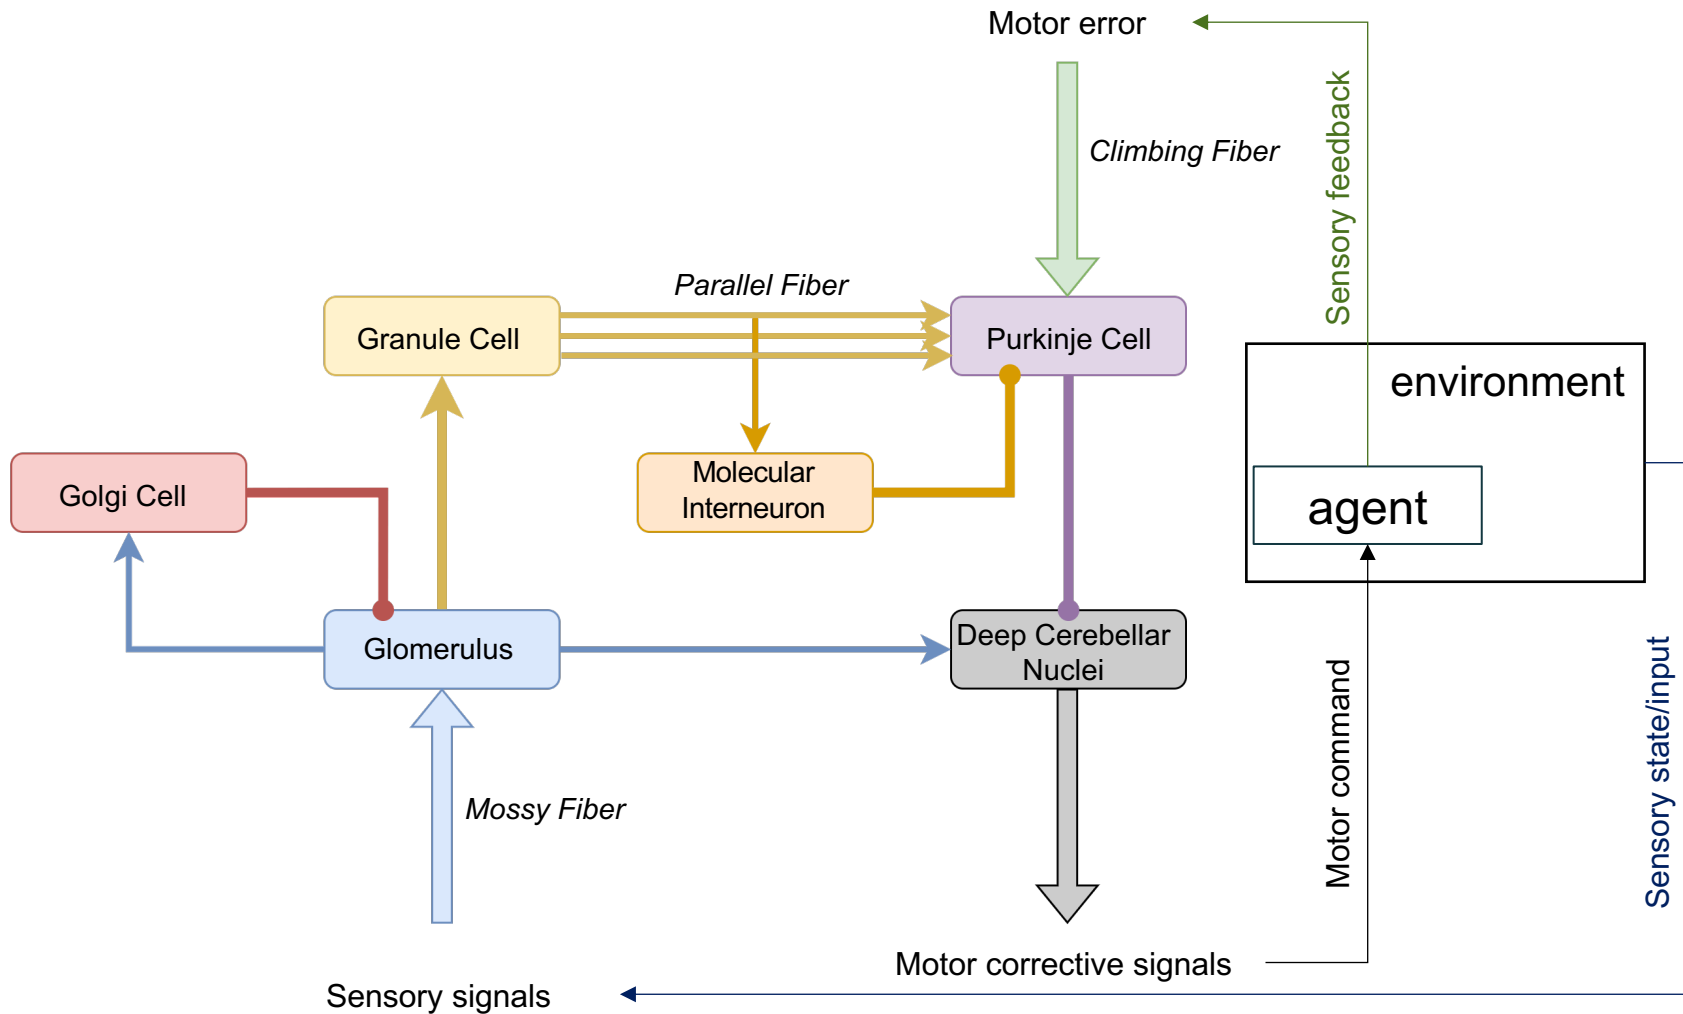 Motor error
Climbing Fiber
Sensory feedback
Parallel Fiber
Granule Cell
Purkinje Cell
environment
Golgi Cell
Molecular
Interneuron
agent
Glomerulus
Deep Cerebellar
Nuclei
Motor command
Sensory state/input
Mossy Fiber
Motor corrective signals
Sensory signals